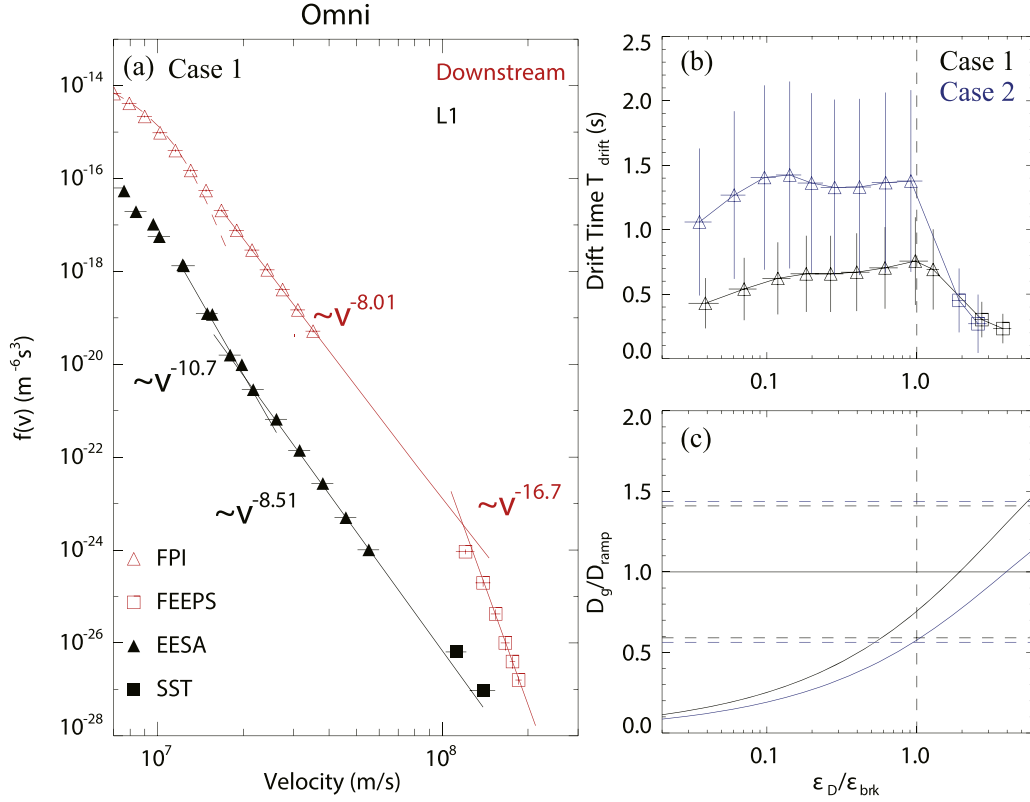 Omni
(a) Case 1
Downstream
L1
10^-14
10^-16
10^-18
10^-20
10^-22
10^-24
10^-26
10^-28
f(v) (m^-6 s^3)
~v^-8.01
~v^-10.7
~v^-8.51
~v^-16.7
FPI
FEEPS
EESA
SST
10^7
10^8
Velocity (m/s)
(b)
Case 1
Case 2
2.5
2.0
1.5
1.0
0.5
0.0
Drift Time T_drift (s)
0.1
1.0
(c)
2.0
1.5
1.0
0.5
0.0
D_g/D_ramp
0.1
1.0
ε_D/ε_brk